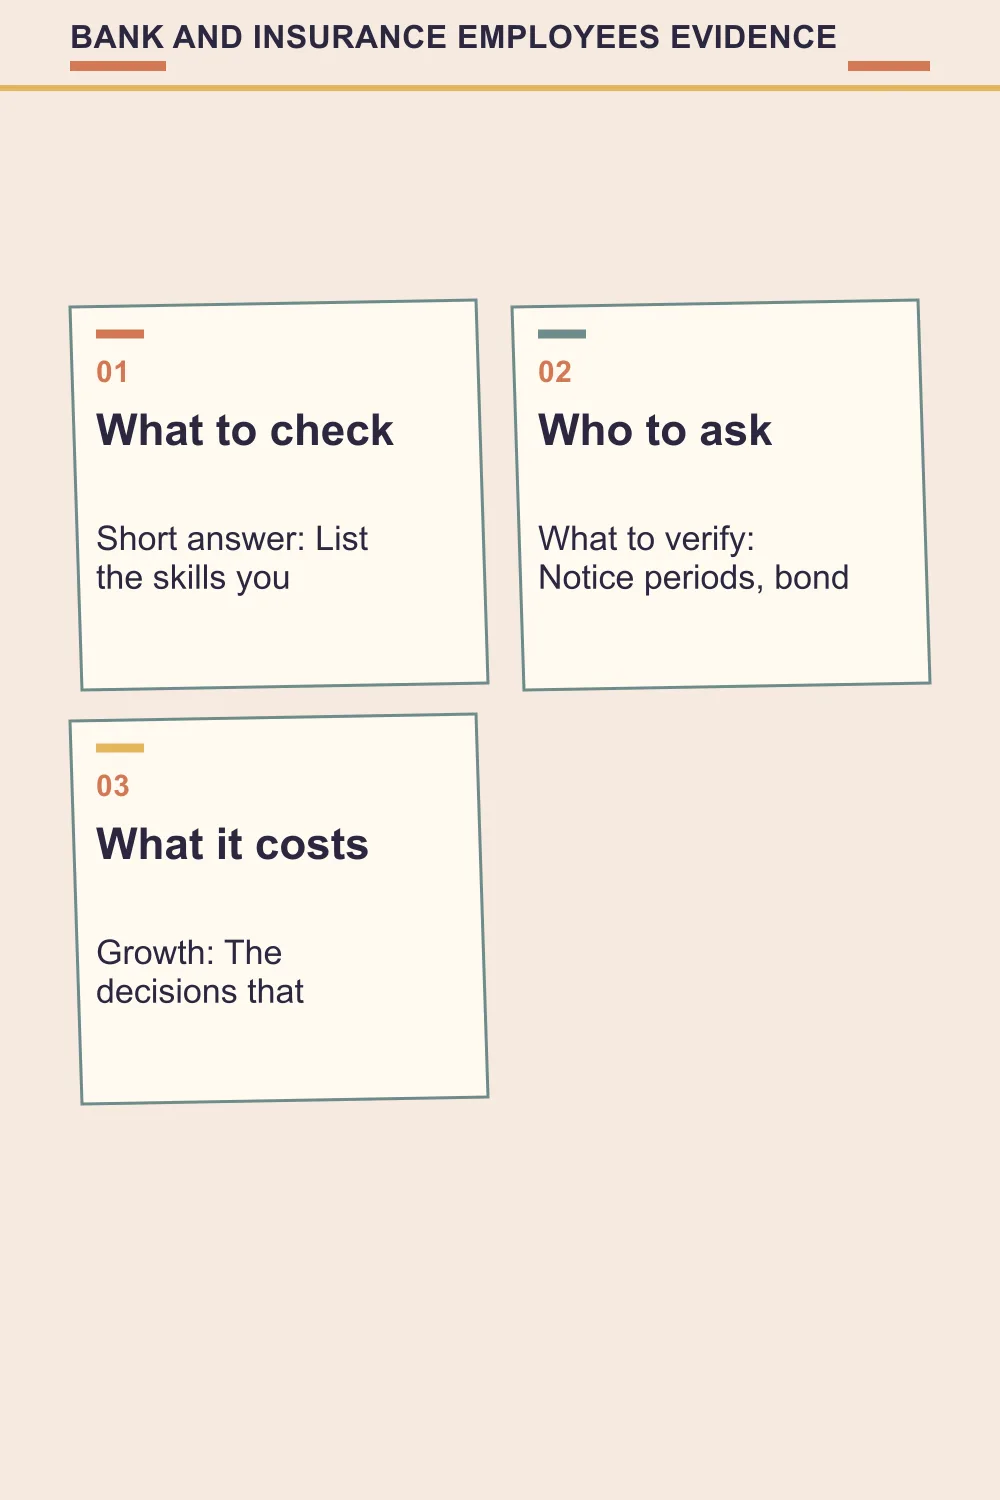 BANK AND INSURANCE EMPLOYEES EVIDENCE
01
What to check
Short answer: List
the skills you
02
Who to ask
What to verify:
Notice periods, bond
03
What it costs
Growth: The
decisions that